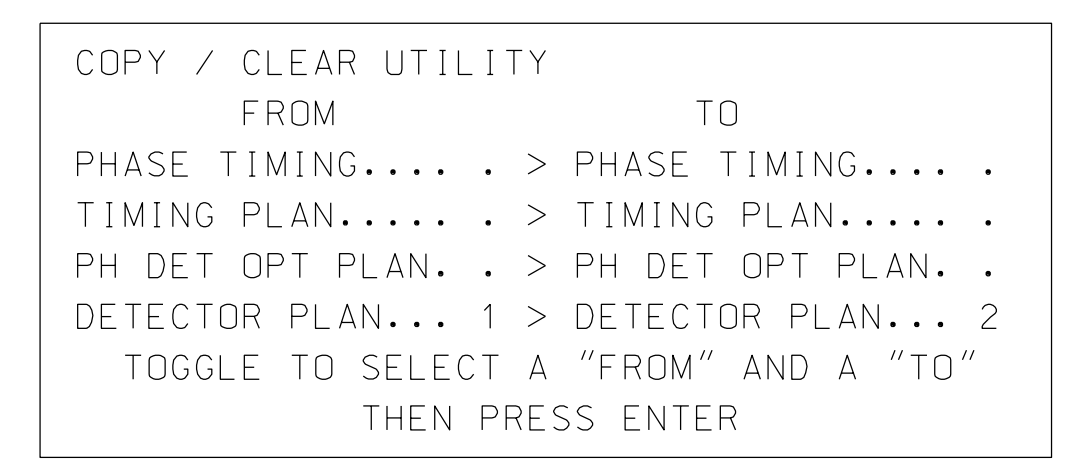 COPY / CLEAR UTILITY
FROM TO
PHASE TIMING.... . > PHASE TIMING.... .
TIMING PLAN..... . > TIMING PLAN..... .
PH DET OPT PLAN. . > PH DET OPT PLAN. .
DETECTOR PLAN... 1 > DETECTOR PLAN... 2
TOGGLE TO SELECT A "FROM" AND A "TO"
THEN PRESS ENTER